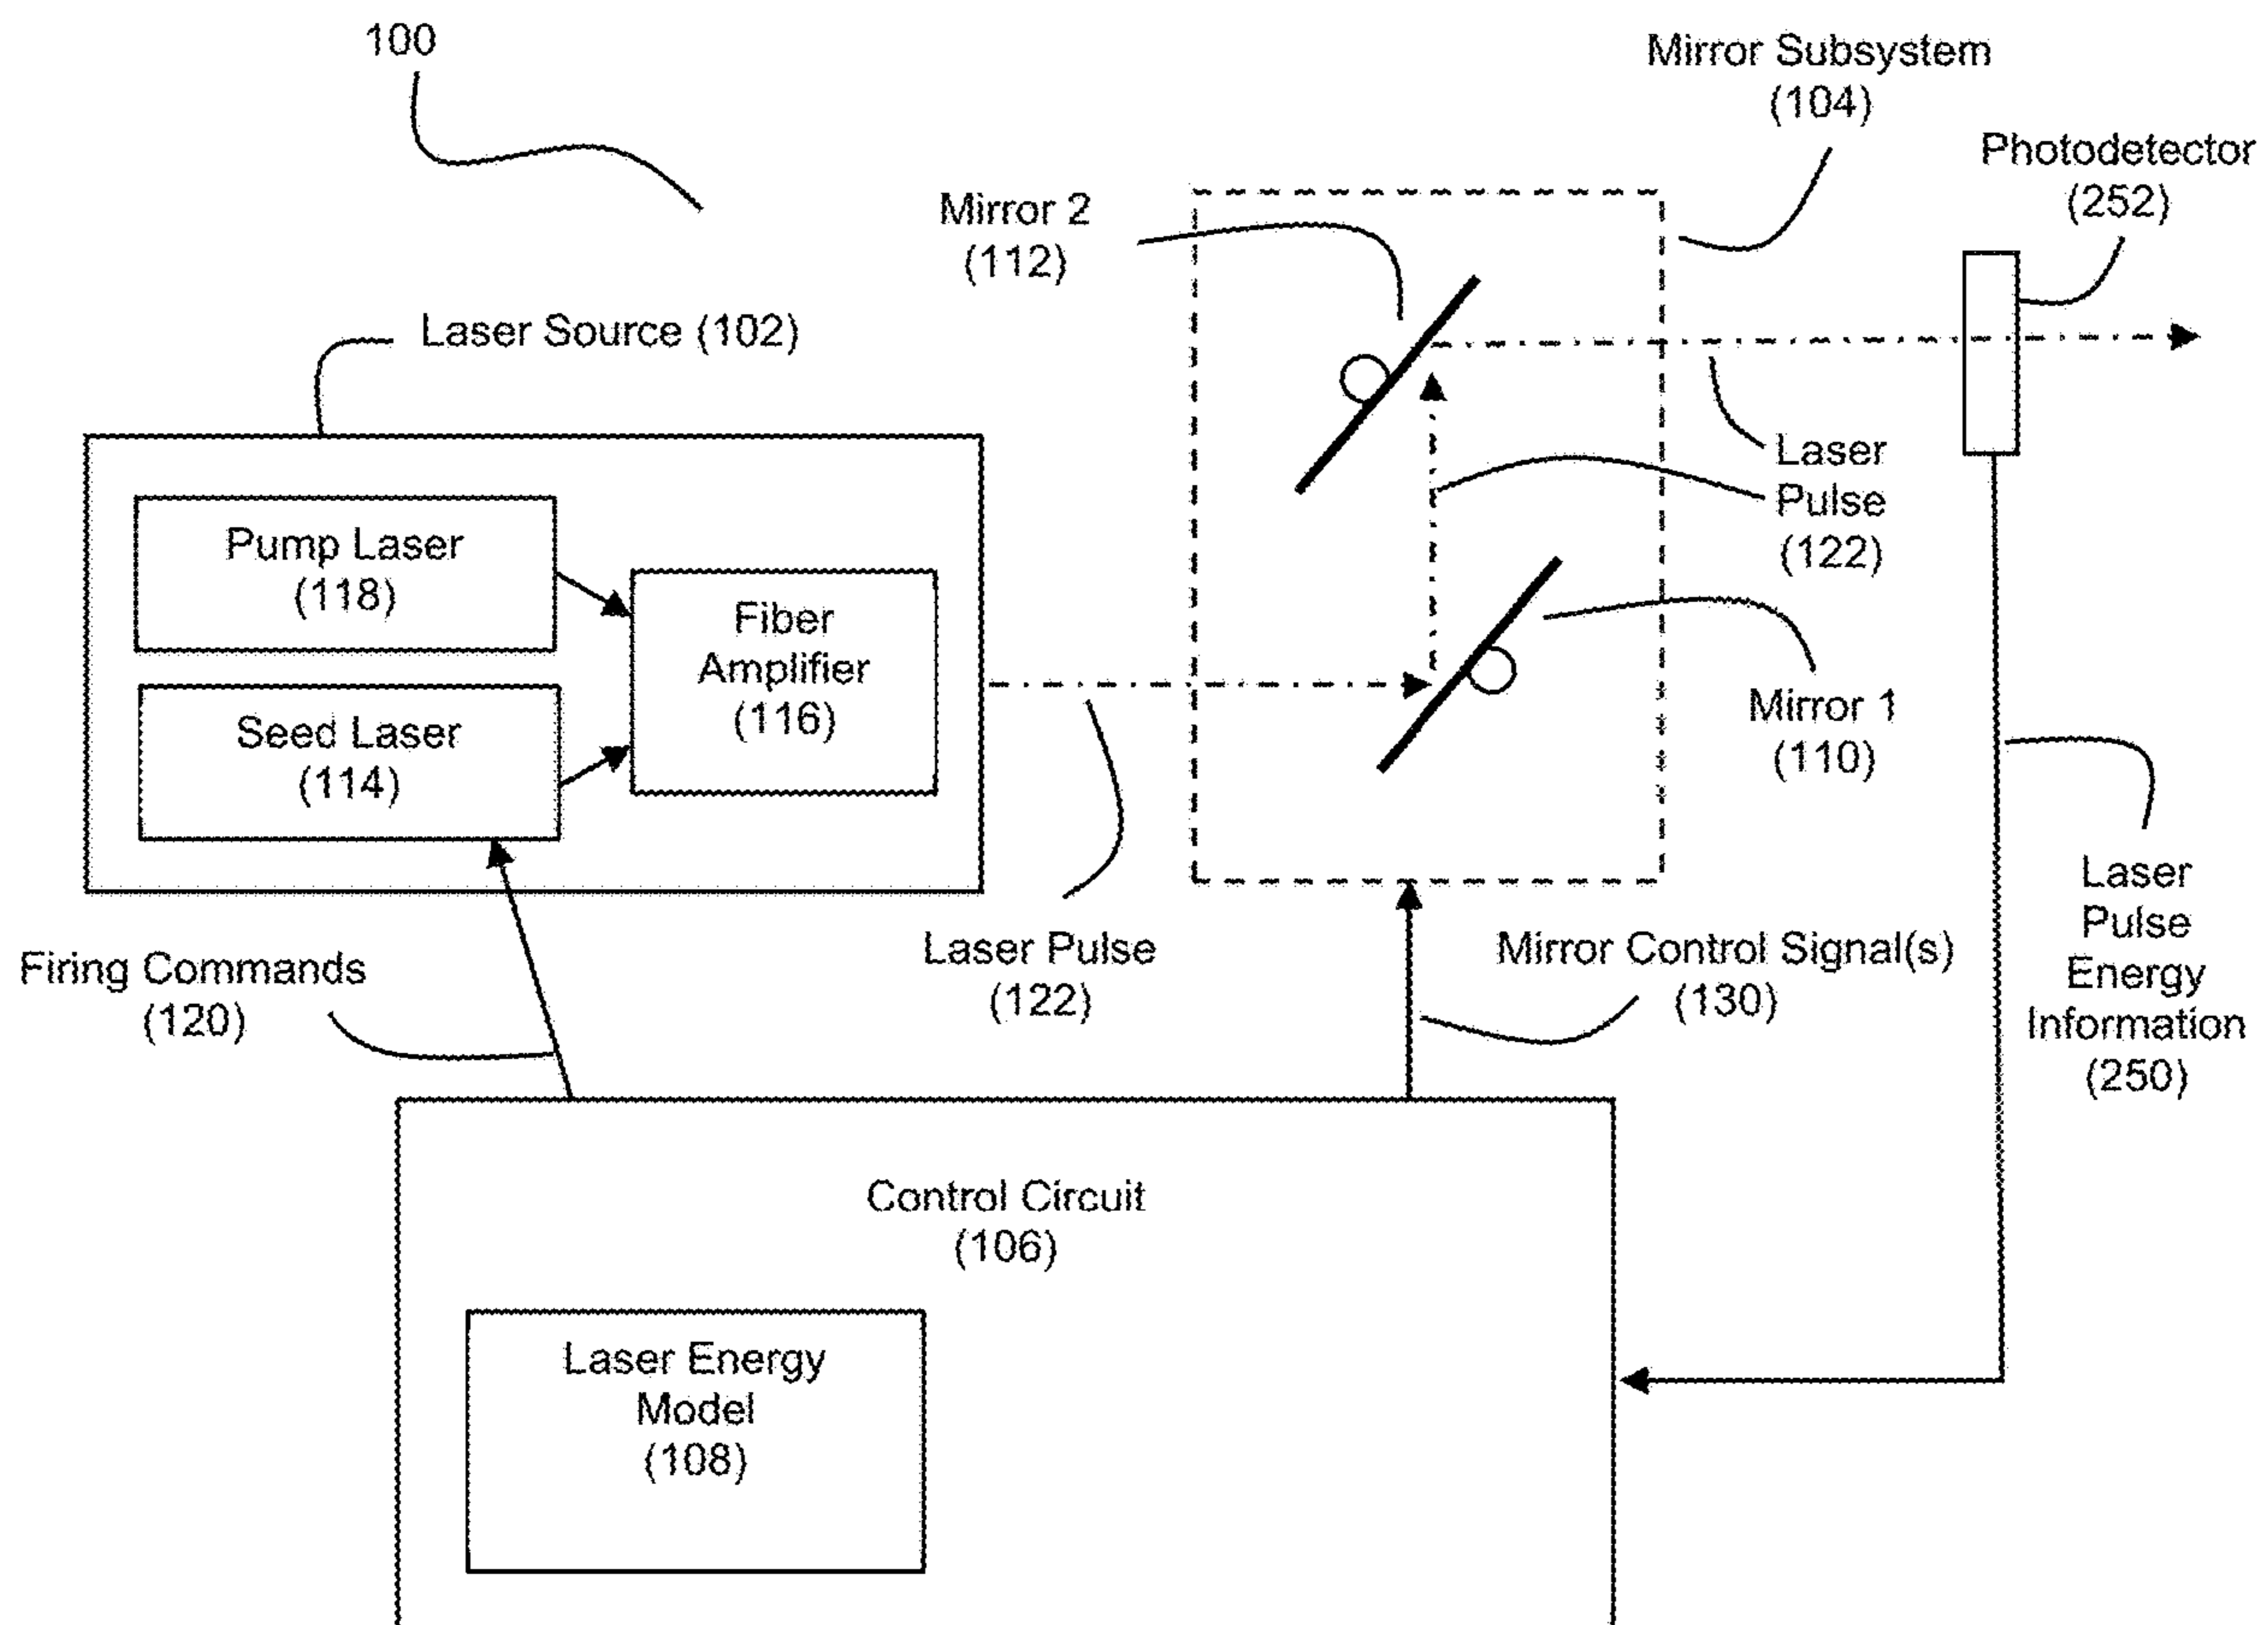 100
Mirror Subsystem
(104)
Photodetector
(252)
Mirror 2
(112)
Laser Source (102)
Laser
Pulse
(122)
Pump Laser
(118)
Fiber
Amplifier
(116)
Seed Laser
(114)
Mirror 1
(110)
Laser
Pulse
Energy
Information
(250)
Firing Commands
(120)
Laser Pulse
(122)
Mirror Control Signal(s)
(130)
Control Circuit
(106)
Laser Energy
Model
(108)